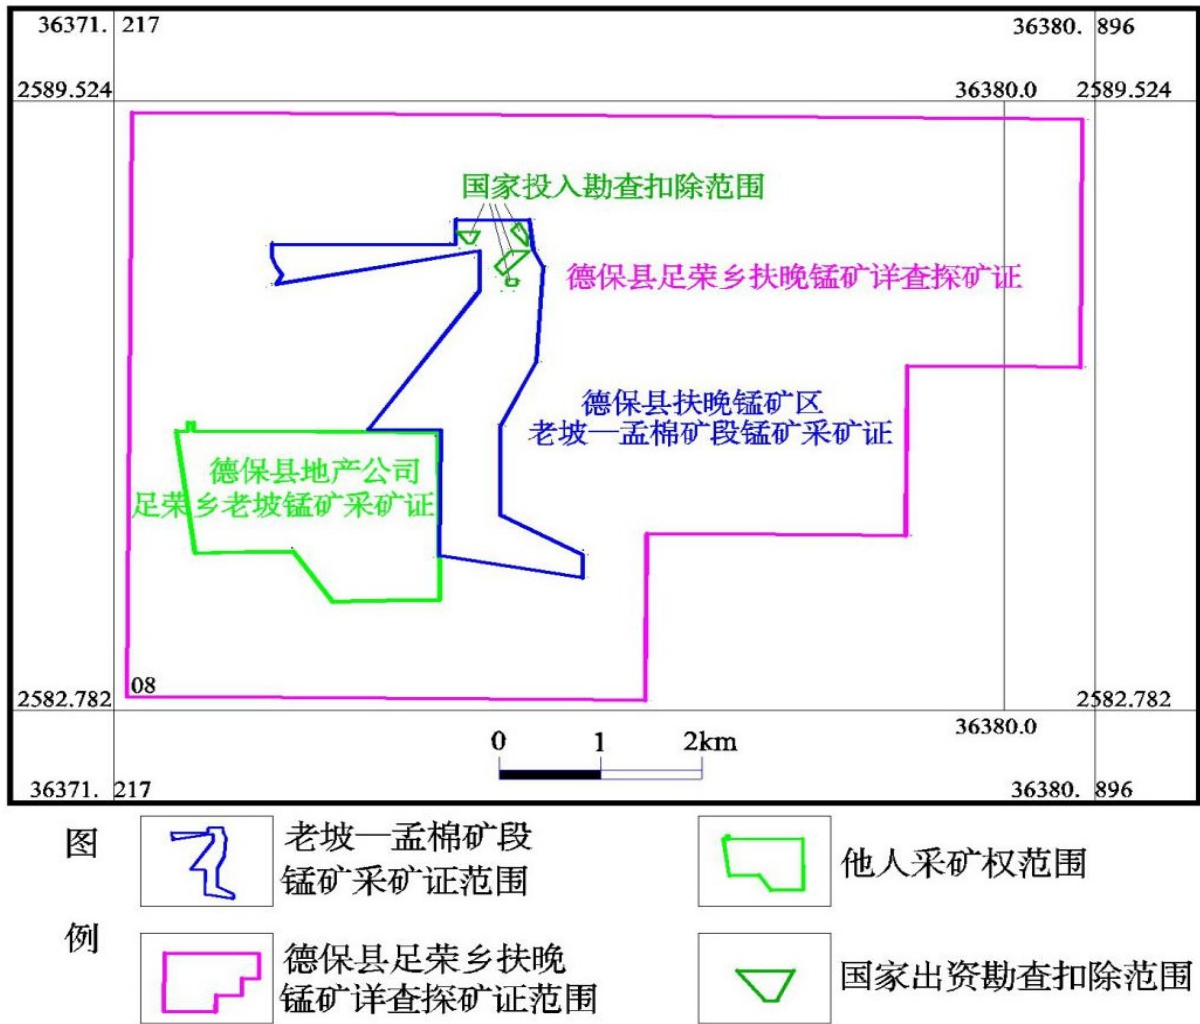 36371. 217
36380. 896
2589.524
36380.0
2589.524
国家投入勘查扣除范围
德保县足荣乡扶晚锰矿详查探矿证
德保县扶晚锰矿区
老坡—孟棉矿段锰矿采矿证
德保县地产公司
足荣乡老坡锰矿采矿证
08
2582.782
2582.782
36380.0
0 1 2km
36371. 217
36380. 896
图例
老坡—孟棉矿段
锰矿采矿证范围
他人采矿权范围
德保县足荣乡扶晚
锰矿详查探矿证范围
国家出资勘查扣除范围